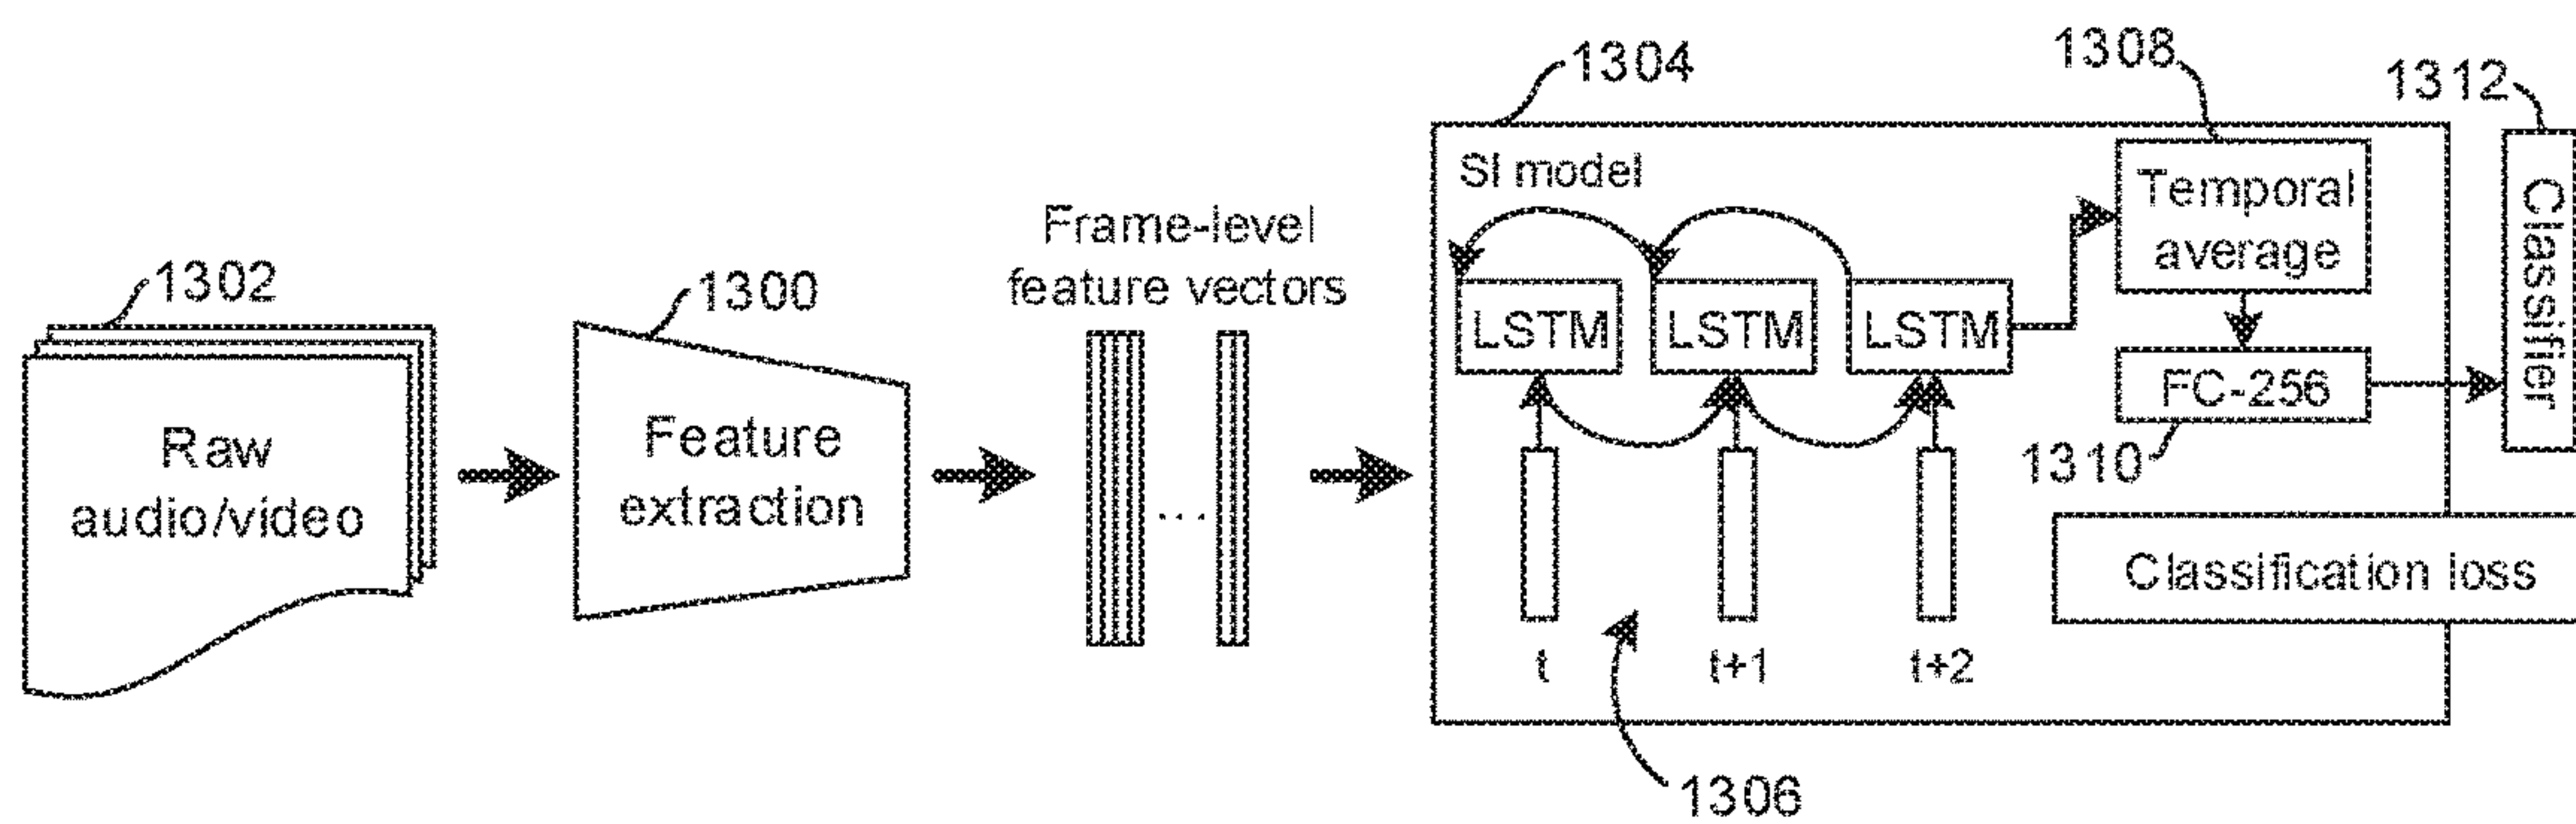 1302
Raw
audio/video
1300
Feature
extraction
Frame-level
feature vectors
...
1304
SI model
LSTM
LSTM
LSTM
t
t+1
t+2
1306
1308
Temporal
average
FC-256
1310
1312
Classifier
Classification loss